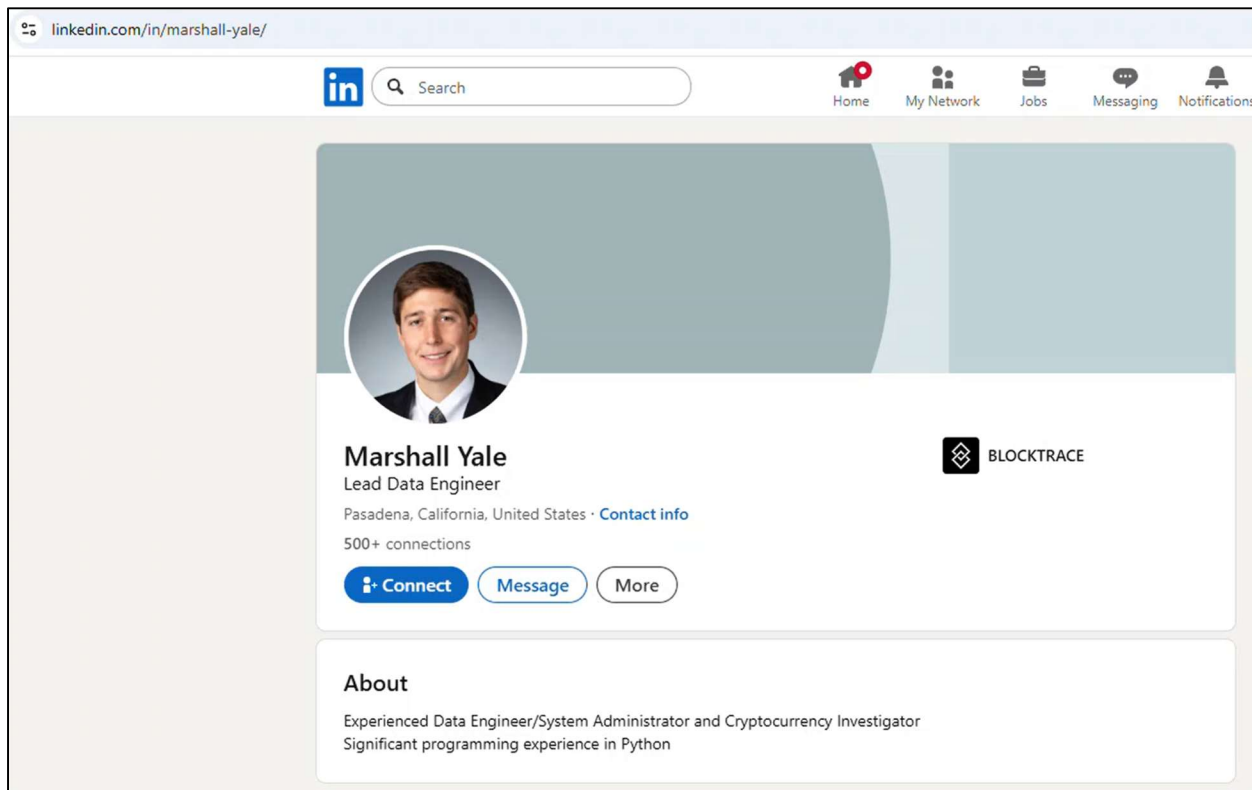 linkedin.com/in/marshall-yale/
in
Search
Home
My Network
Jobs
Messaging
Notifications
Marshall Yale
BLOCKTRACE
Lead Data Engineer
Pasadena, California, United States · Contact info
500+ connections
Connect
Message
More
About
Experienced Data Engineer/System Administrator and Cryptocurrency Investigator
Significant programming experience in Python